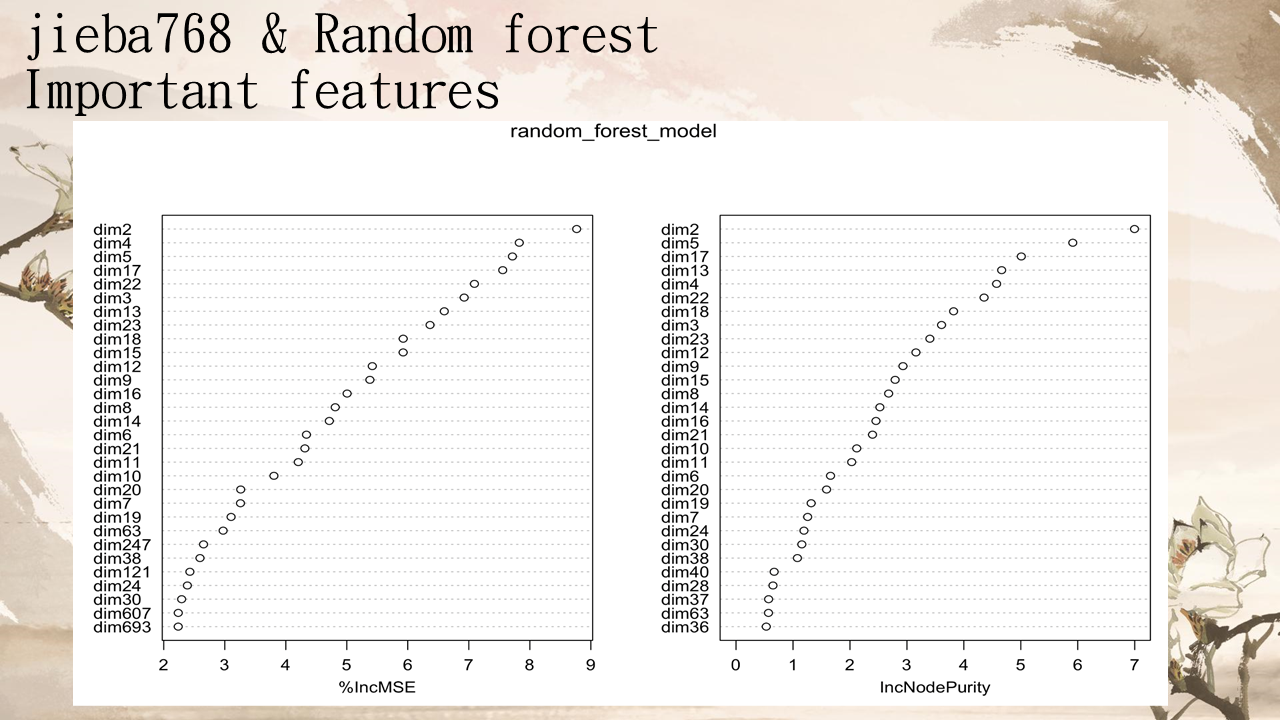 jieba768 & Random forest
Important features
random_forest_model
dim2
dim4
dim5
dim17
dim22
dim3
dim13
dim23
dim18
dim15
dim12
dim9
dim16
dim8
dim14
dim6
dim21
dim11
dim10
dim20
dim7
dim19
dim63
dim247
dim38
dim121
dim24
dim30
dim607
dim693
2 3 4 5 6 7 8 9
%IncMSE
dim2
dim5
dim17
dim13
dim4
dim22
dim18
dim3
dim23
dim12
dim9
dim15
dim8
dim14
dim16
dim21
dim10
dim11
dim6
dim20
dim19
dim7
dim24
dim30
dim38
dim40
dim28
dim37
dim63
dim36
0 1 2 3 4 5 6 7
IncNodePurity